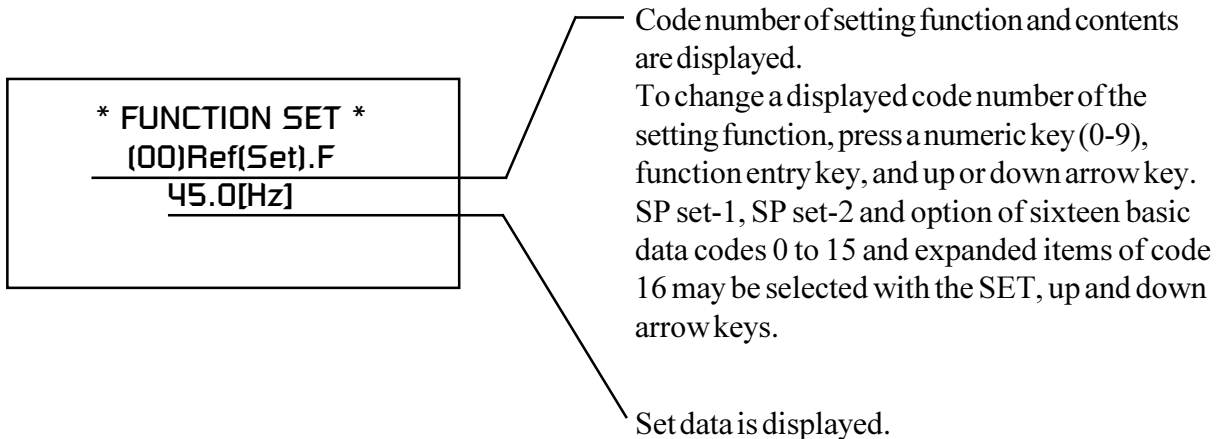 * FUNCTION SET *
(00)Ref(Set).F
45.0[Hz]
Code number of setting function and contents
are displayed.
To change a displayed code number of the
setting function, press a numeric key (0-9),
function entry key, and up or down arrow key.
SP set-1, SP set-2 and option of sixteen basic
data codes 0 to 15 and expanded items of code
16 may be selected with the SET, up and down
arrow keys.
Set data is displayed.